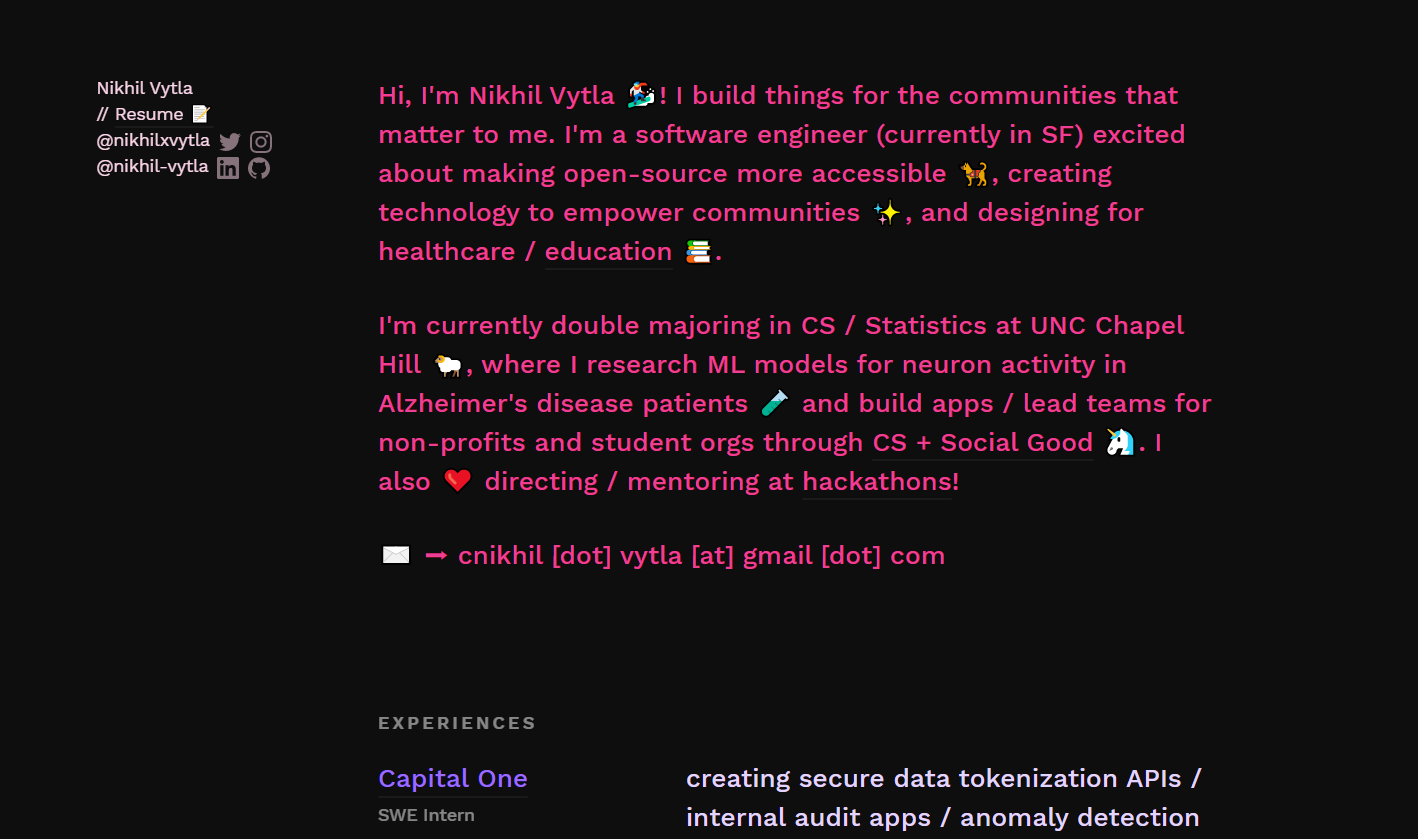 Nikhil Vytla
// Resume 📝
@nikhilxvytla
@nikhil-vytla
Hi, I'm Nikhil Vytla 🏂! I build things for the communities that
matter to me. I'm a software engineer (currently in SF) excited
about making open-source more accessible 🐕‍🦺, creating
technology to empower communities ✨, and designing for
healthcare / education 📚.
I'm currently double majoring in CS / Statistics at UNC Chapel
Hill 🐑, where I research ML models for neuron activity in
Alzheimer's disease patients 🧪 and build apps / lead teams for
non-profits and student orgs through CS + Social Good 🦄. I
also ❤️ directing / mentoring at hackathons!
✉️ ➞ cnikhil [dot] vytla [at] gmail [dot] com
EXPERIENCES
Capital One
SWE Intern
creating secure data tokenization APIs /
internal audit apps / anomaly detection